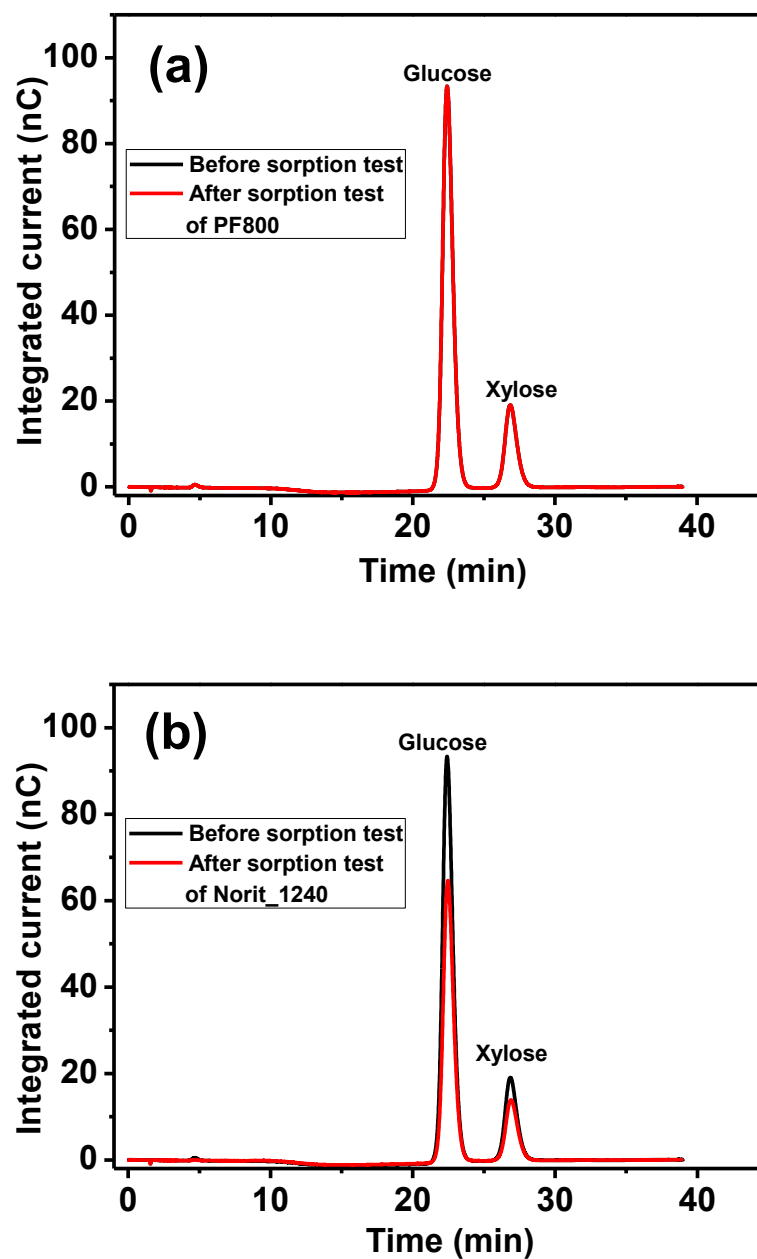 (a)
Glucose
Before sorption test
After sorption test
of PF800
Xylose
Integrated current (nC)
100
80
60
40
20
0
0 10 20 30 40
Time (min)
(b)
Glucose
Before sorption test
After sorption test
of Norit_1240
Xylose
Integrated current (nC)
100
80
60
40
20
0
0 10 20 30 40
Time (min)